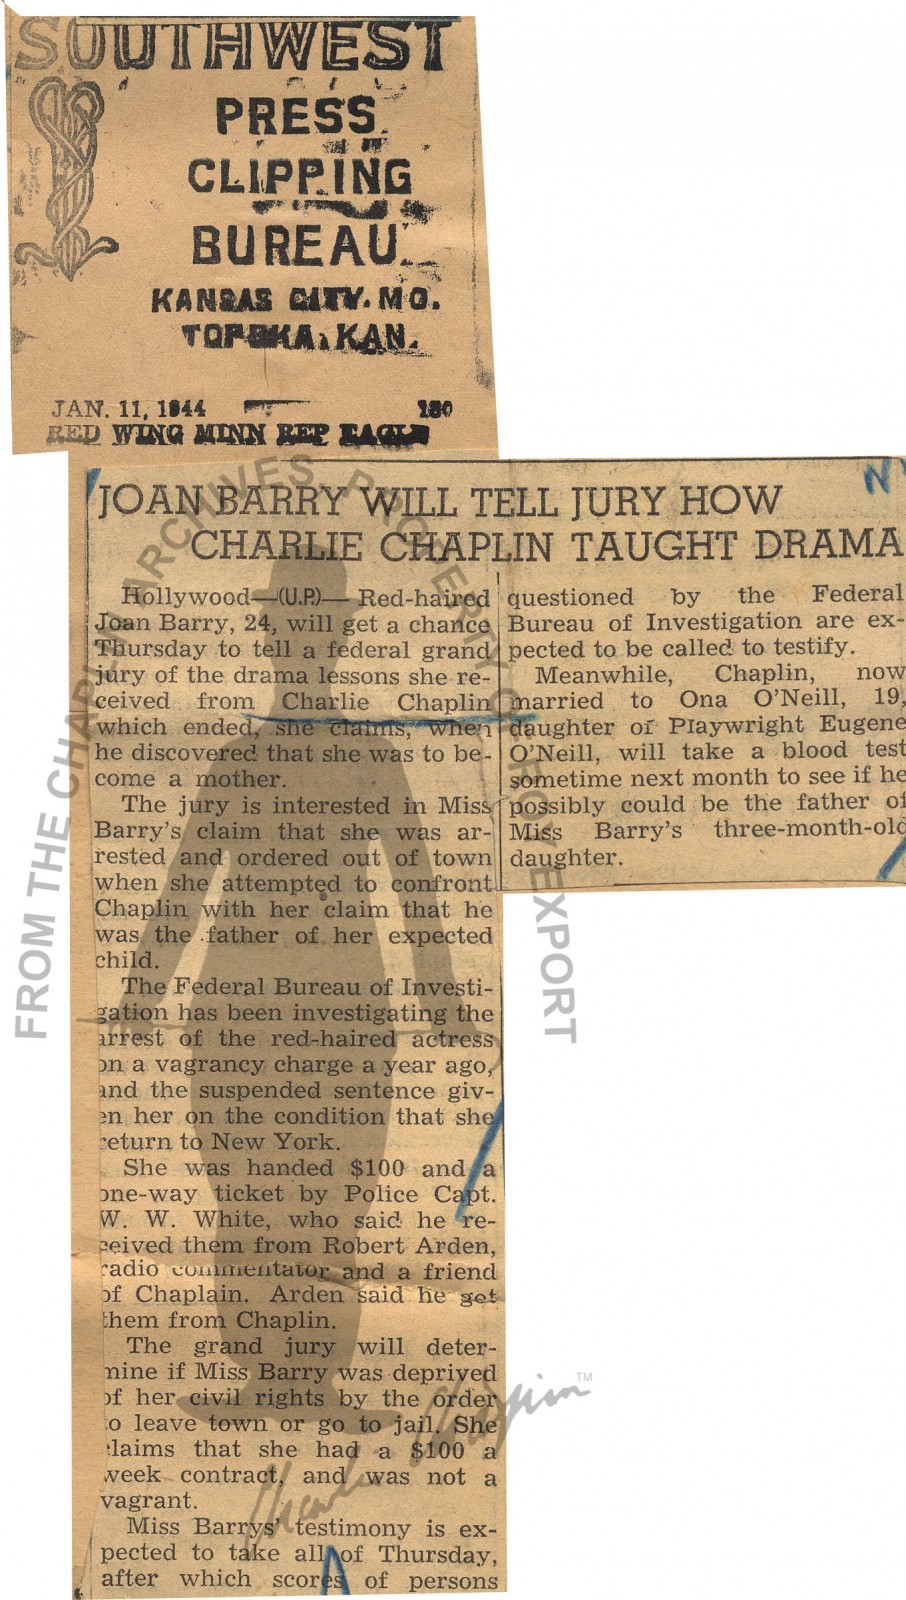 SOUTHWEST
PRESS
CLIPPING
BUREAU
KANSAS CITY. MO.
TOPEKA. KAN.
JAN. 11, 1944
180
RED WING MINN REP EAGLE
JOAN BARRY WILL TELL JURY HOW
CHARLIE CHAPLIN TAUGHT DRAMA
Hollywood—(U.P.)— Red-haired
Joan Barry, 24, will get a chance
Thursday to tell a federal grand
jury of the drama lessons she re-
ceived from Charlie Chaplin
which ended, she claims, when
he discovered that she was to be-
come a mother.
The jury is interested in Miss
Barry's claim that she was ar-
rested and ordered out of town
when she attempted to confront
Chaplin with her claim that he
was the father of her expected
child.
The Federal Bureau of Investi-
gation has been investigating the
arrest of the red-haired actress
on a vagrancy charge a year ago,
and the suspended sentence giv-
en her on the condition that she
return to New York.
She was handed $100 and a
one-way ticket by Police Capt.
W. W. White, who said he re-
ceived them from Robert Arden,
radio commentator and a friend
of Chaplain. Arden said he got
them from Chaplin.
The grand jury will deter-
mine if Miss Barry was deprived
of her civil rights by the order
to leave town or go to jail. She
claims that she had a $100 a
week contract, and was not a
vagrant.
Miss Barrys' testimony is ex-
pected to take all of Thursday,
after which scores of persons
questioned by the Federal
Bureau of Investigation are ex-
pected to be called to testify.
Meanwhile, Chaplin, now
married to Ona O'Neill, 19,
daughter of Playwright Eugene
O'Neill, will take a blood test
sometime next month to see if he
possibly could be the father of
Miss Barry's three-month-old
daughter.
FROM THE CHAPLIN ARCHIVES. PROPERTY OF ROY EXPORT
Charlie Chaplin™